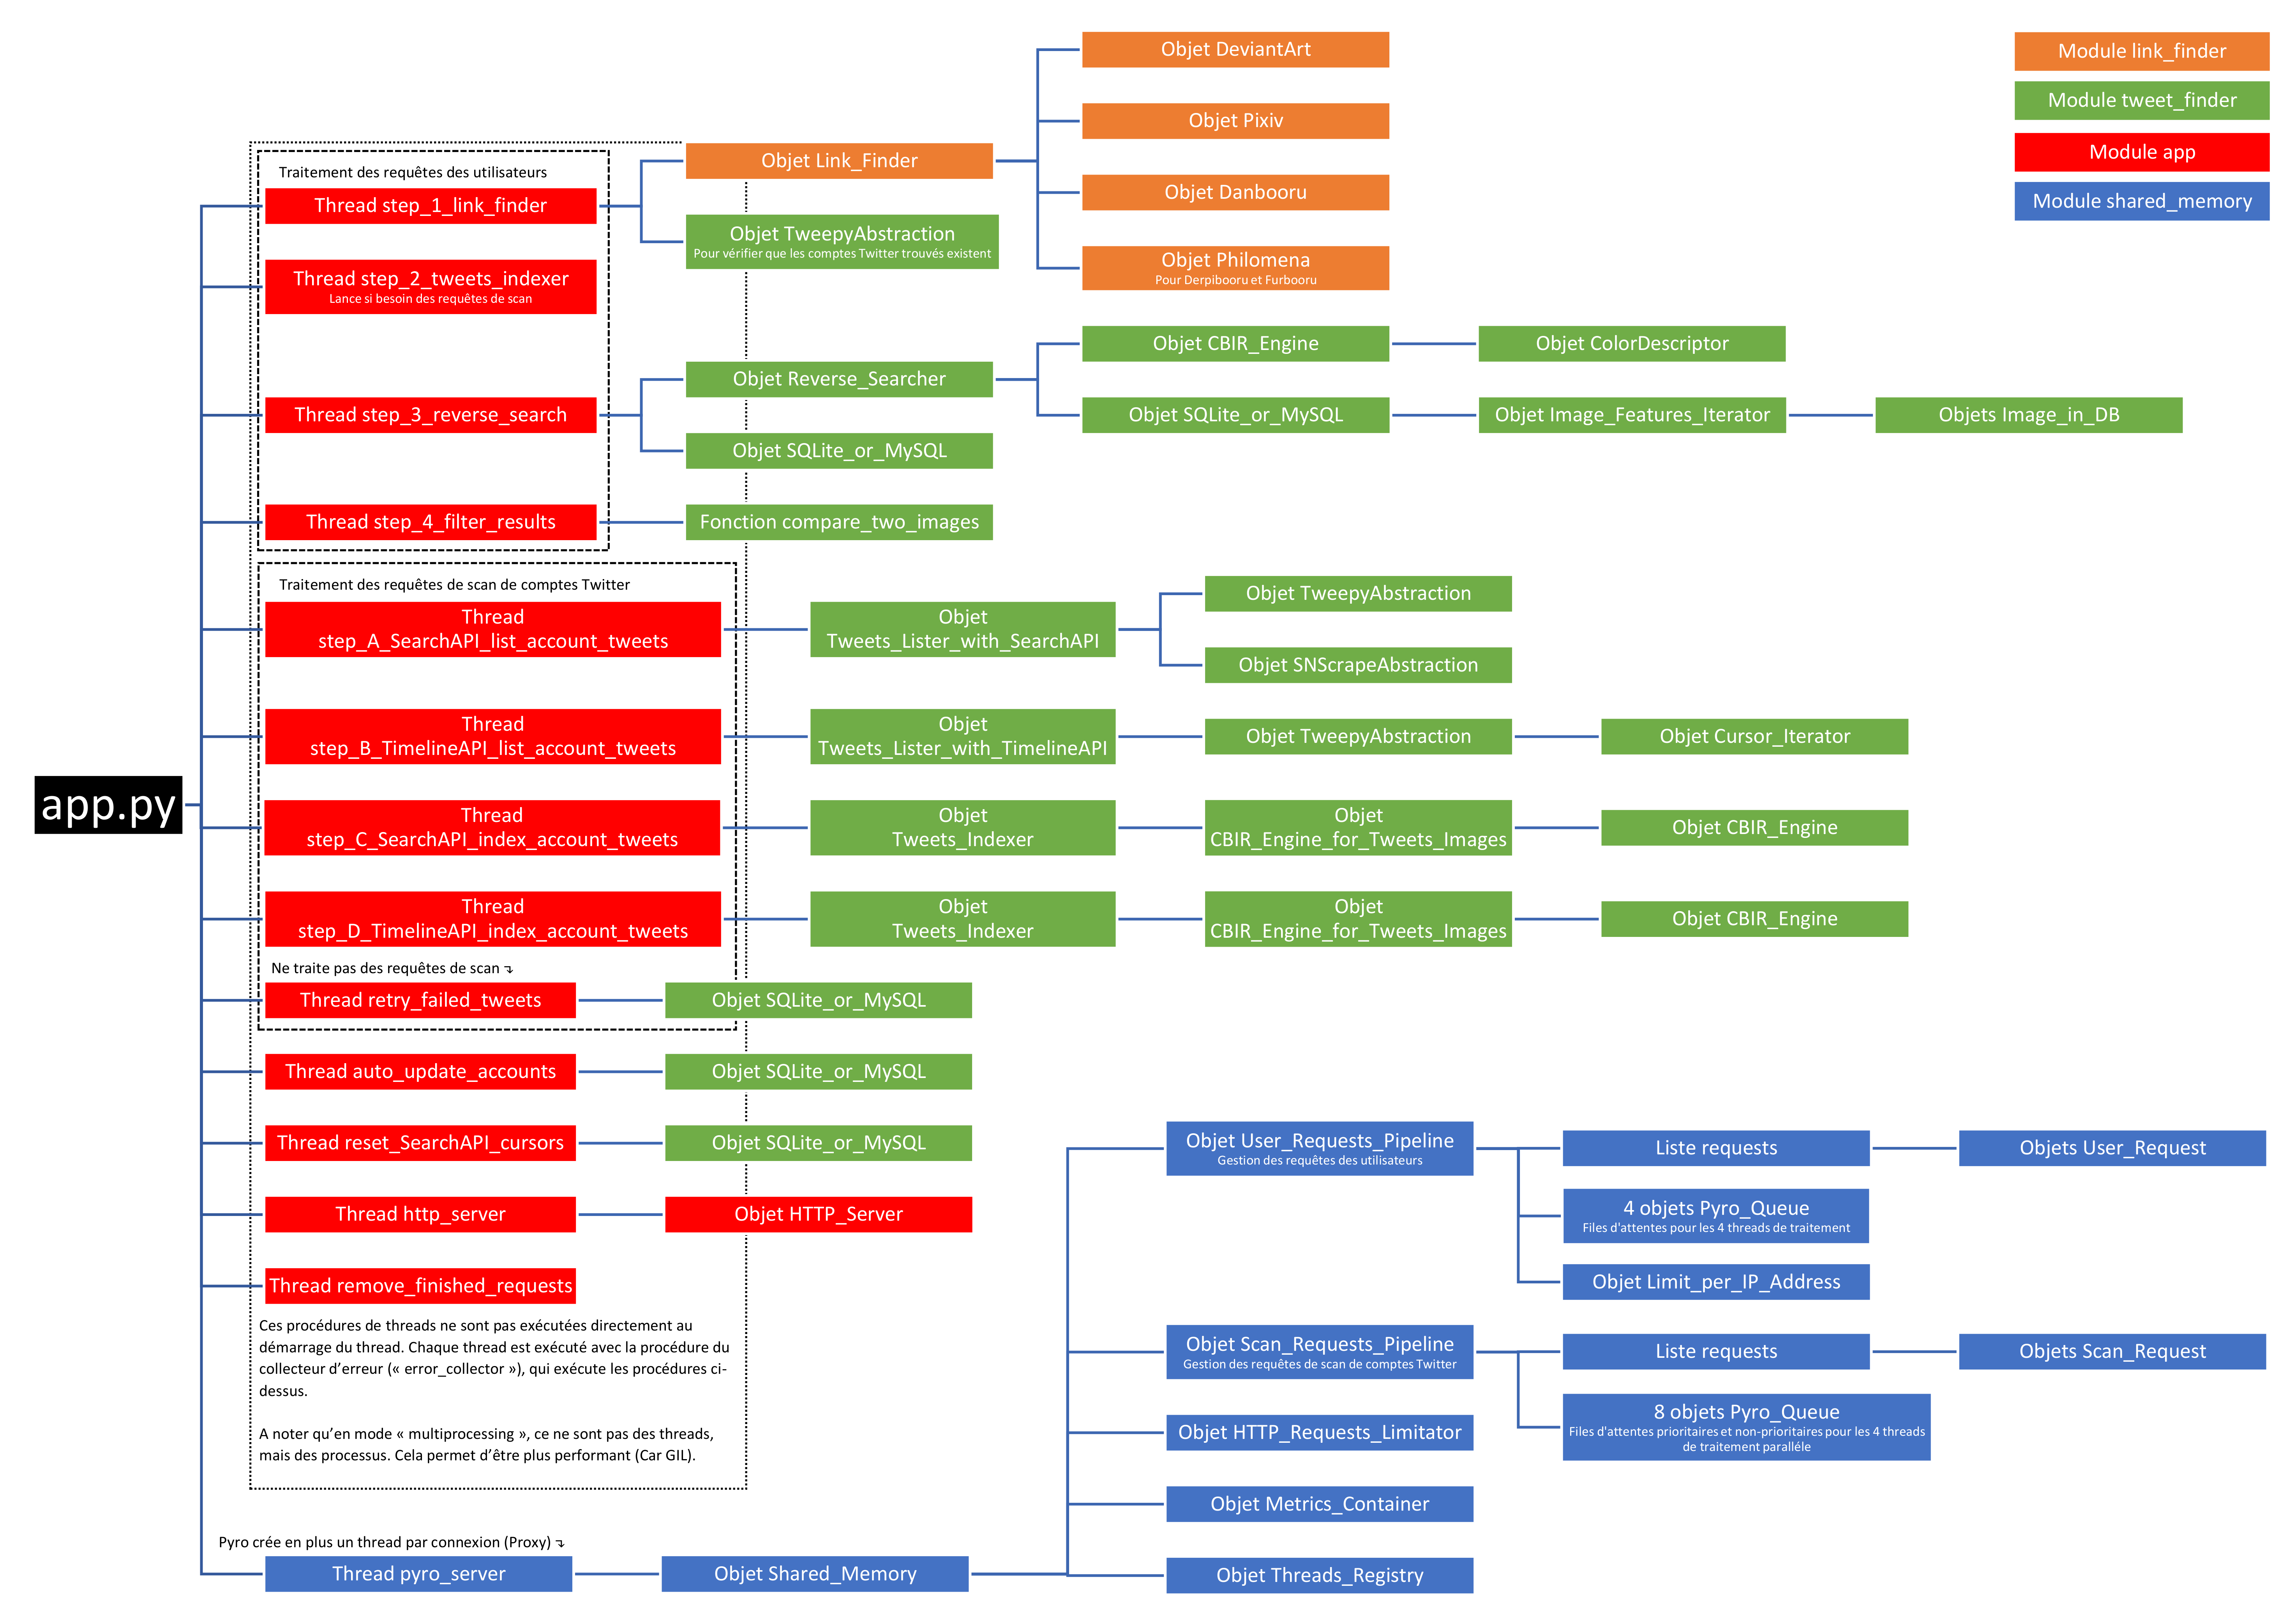 Objet DeviantArt
Module link_finder
Module tweet_finder
Objet Pixiv
Module app
Objet Link_Finder
Traitement des requêtes des utilisateurs
Objet Danbooru
Module shared_memory
Thread step_1_link_finder
Objet TweepyAbstraction
Pour vérifier que les comptes Twitter trouvés existent
Objet Philomena
Pour Derpibooru et Furbooru
Thread step_2_tweets_indexer
Lance si besoin des requêtes de scan
Objet CBIR_Engine
Objet ColorDescriptor
Objet Reverse_Searcher
Thread step_3_reverse_search
Objet SQLite_or_MySQL
Objet Image_Features_Iterator
Objets Image_in_DB
Objet SQLite_or_MySQL
Thread step_4_filter_results
Fonction compare_two_images
Traitement des requêtes de scan de comptes Twitter
Objet TweepyAbstraction
Thread
step_A_SearchAPI_list_account_tweets
Objet
Tweets_Lister_with_SearchAPI
Objet SNScrapeAbstraction
Thread
step_B_TimelineAPI_list_account_tweets
Objet
Tweets_Lister_with_TimelineAPI
Objet TweepyAbstraction
Objet Cursor_Iterator
app.py
Thread
step_C_SearchAPI_index_account_tweets
Objet
Tweets_Indexer
Objet
CBIR_Engine_for_Tweets_Images
Objet CBIR_Engine
Thread
step_D_TimelineAPI_index_account_tweets
Objet
Tweets_Indexer
Objet
CBIR_Engine_for_Tweets_Images
Objet CBIR_Engine
Ne traite pas des requêtes de scan ↴
Thread retry_failed_tweets
Objet SQLite_or_MySQL
Thread auto_update_accounts
Objet SQLite_or_MySQL
Thread reset_SearchAPI_cursors
Objet SQLite_or_MySQL
Objet User_Requests_Pipeline
Gestion des requêtes des utilisateurs
Liste requests
Objets User_Request
Thread http_server
Objet HTTP_Server
4 objets Pyro_Queue
Files d'attentes pour les 4 threads de traitement
Thread remove_finished_requests
Objet Limit_per_IP_Address
Ces procédures de threads ne sont pas exécutées directement au
démarrage du thread. Chaque thread est exécuté avec la procédure du
collecteur d’erreur (« error_collector »), qui exécute les procédures ci-
dessus.
Objet Scan_Requests_Pipeline
Gestion des requêtes de scan de comptes Twitter
Liste requests
Objets Scan_Request
8 objets Pyro_Queue
Files d'attentes prioritaires et non-prioritaires pour les 4 threads
de traitement paralléle
A noter qu’en mode « multiprocessing », ce ne sont pas des threads,
mais des processus. Cela permet d’être plus performant (Car GIL).
Objet HTTP_Requests_Limitator
Objet Metrics_Container
Pyro crée en plus un thread par connexion (Proxy) ↴
Thread pyro_server
Objet Shared_Memory
Objet Threads_Registry